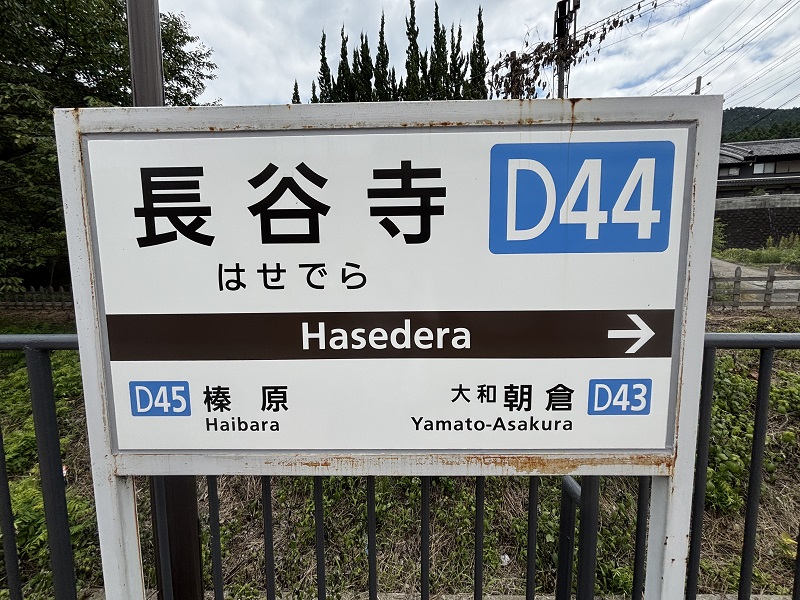 長谷寺 D44
はせでら
Hasedera →
D45 榛原 大和朝倉 D43
Haibara Yamato-Asakura